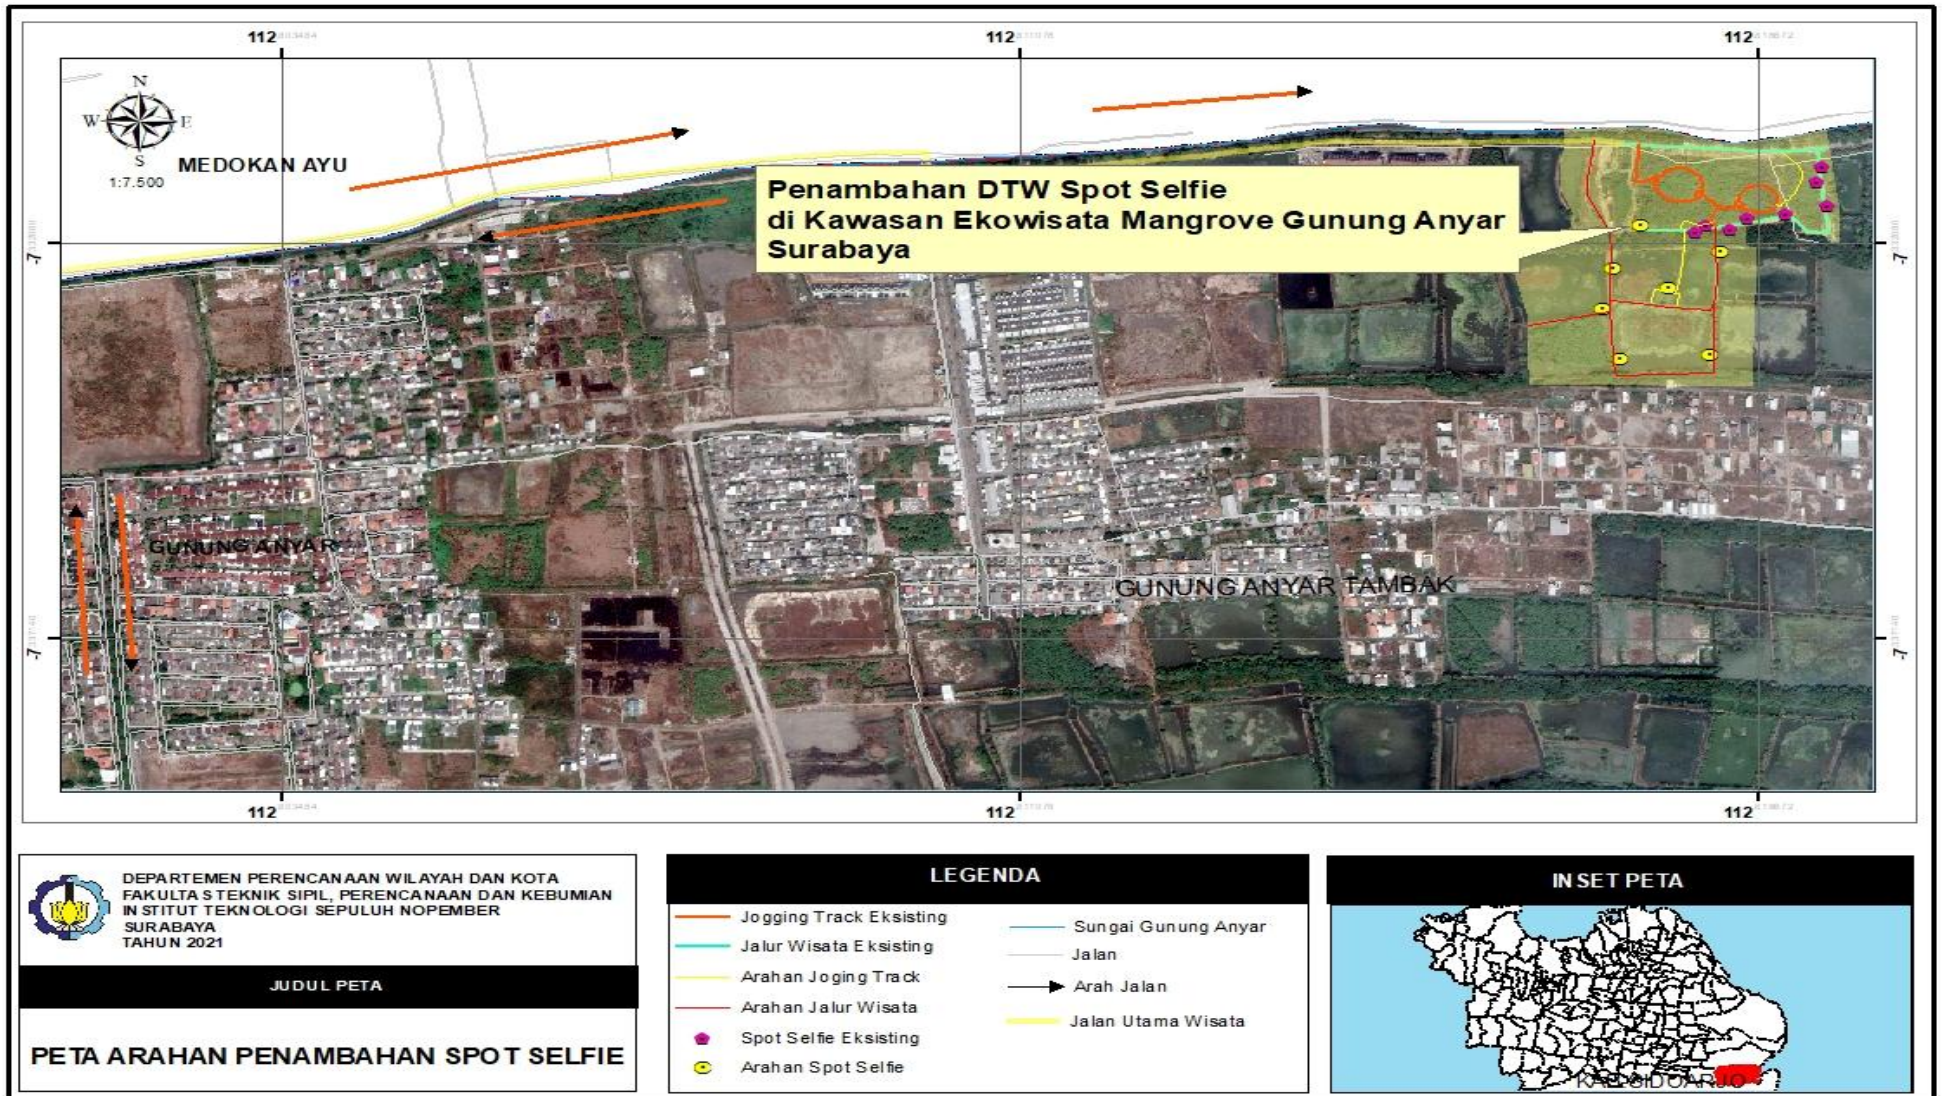 112
112
112
N
W
E
S
1:7.500
MEDOKAN AYU
Penambahan DTW Spot Selfie
di Kawasan Ekowisata Mangrove Gunung Anyar
Surabaya
-7
-7
GUNUNG ANYAR
GUNUNG ANYAR TAMBAK
-7
-7
112
112
112
DEPARTEMEN PERENCANAAN WILAYAH DAN KOTA
FAKULTAS TEKNIK SIPIL, PERENCANAAN DAN KEBUMIAN
INSTITUT TEKNOLOGI SEPULUH NOPEMBER
SURABAYA
TAHUN 2021
JUDUL PETA
PETA ARAHAN PENAMBAHAN SPOT SELFIE
LEGENDA
Jogging Track Eksisting
Jalur Wisata Eksisting
Arahan Joging Track
Arahan Jalur Wisata
Spot Selfie Eksisting
Arahan Spot Selfie
Sungai Gunung Anyar
Jalan
Arah Jalan
Jalan Utama Wisata
INSET PETA
KAB SIDOARJO